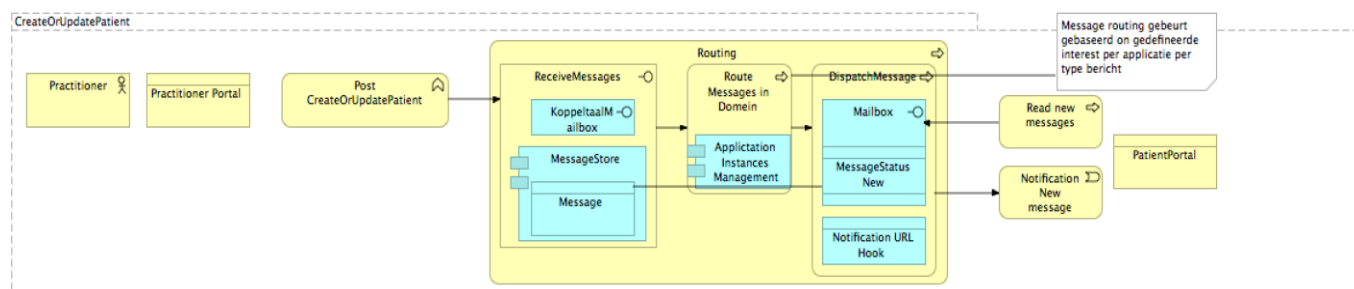 CreateOrUpdatePatient
Message routing gebeurt
gebaseerd on gedefineerde
interest per applicatie per
type bericht
Routing
Practitioner
Practitioner Portal
Post
CreateOrUpdatePatient
ReceiveMessages
KoppeltaalM
ailbox
MessageStore
Message
Route
Messages in
Domein
Applictation
Instances
Management
DispatchMessage
Mailbox
MessageStatus
New
Notification URL
Hook
Read new
messages
Notification
New
message
PatientPortal